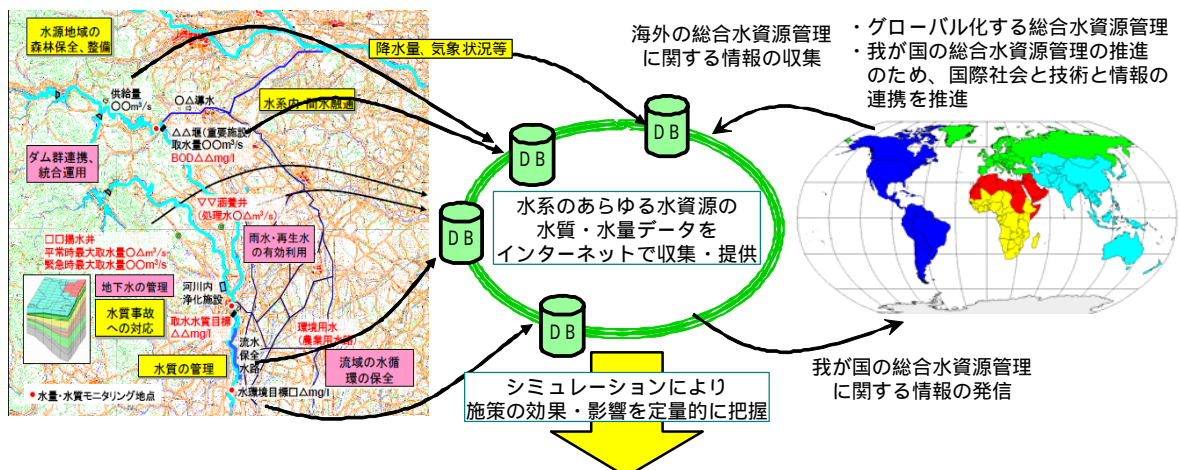 水源地域の
森林保全、整備
降水量、気象状況等
海外の総合水資源管理
に関する情報の収集
・グローバル化する総合水資源管理
・我が国の総合水資源管理の推進
のため、国際社会と技術と情報の
連携を推進
供給量
〇〇m³/s
〇△導水
水系内・間水融通
△△堰(重要施設)
取水量〇〇m³/s
BOD△△mg/l
ダム群連携、
統合運用
▽▽涵養井
(処理水〇△m³/s)
□□揚水井
平常時最大取水量〇△m³/s
緊急時最大取水量〇〇m³/s
雨水・再生水
の有効利用
地下水の管理
河川内
浄化施設
水質事故
への対応
取水水質目標
△△mg/l
環境用水
(農業用水路)
流水
保全
水路
水質の管理
流域の水循
環の保全
水環境目標□△mg/l
水量・水質モニタリング地点
DB
DB
DB
DB
水系のあらゆる水資源の
水質・水量データを
インターネットで収集・提供
シミュレーションにより
施策の効果・影響を定量的に把握
我が国の総合水資源管理
に関する情報の発信